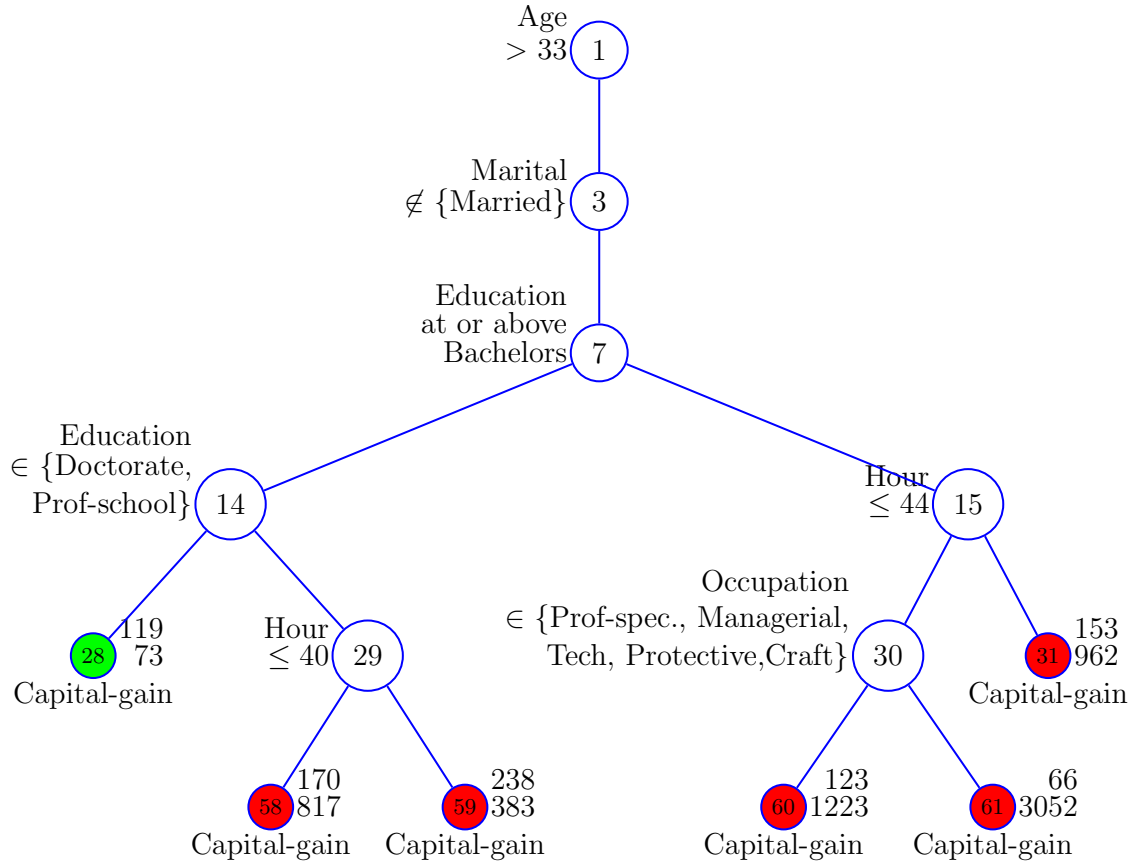 Age
> 33 1
Marital
∉ {Married} 3
Education
at or above
Bachelors 7
Education
∈ {Doctorate,
Prof-school} 14
Hour
≤ 44 15
119
28 73
Capital-gain
Hour
≤ 40 29
Occupation
∈ {Prof-spec., Managerial,
Tech, Protective,Craft} 30
153
31 962
Capital-gain
170
58 817
Capital-gain
238
59 383
Capital-gain
123
60 1223
Capital-gain
66
61 3052
Capital-gain